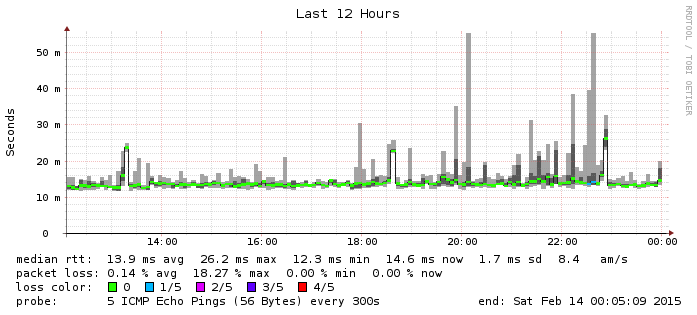 Last 12 Hours
RRDTOOL / TOBI OETIKER
Seconds
50 m
40 m
30 m
20 m
10 m
0
14:00 16:00 18:00 20:00 22:00 00:00
median rtt: 13.9 ms avg 26.2 ms max 12.3 ms min 14.6 ms now 1.7 ms sd 8.4 am/s
packet loss: 0.14 % avg 18.27 % max 0.00 % min 0.00 % now
loss color: 0 1/5 2/5 3/5 4/5
probe: 5 ICMP Echo Pings (56 Bytes) every 300s end: Sat Feb 14 00:05:09 2015